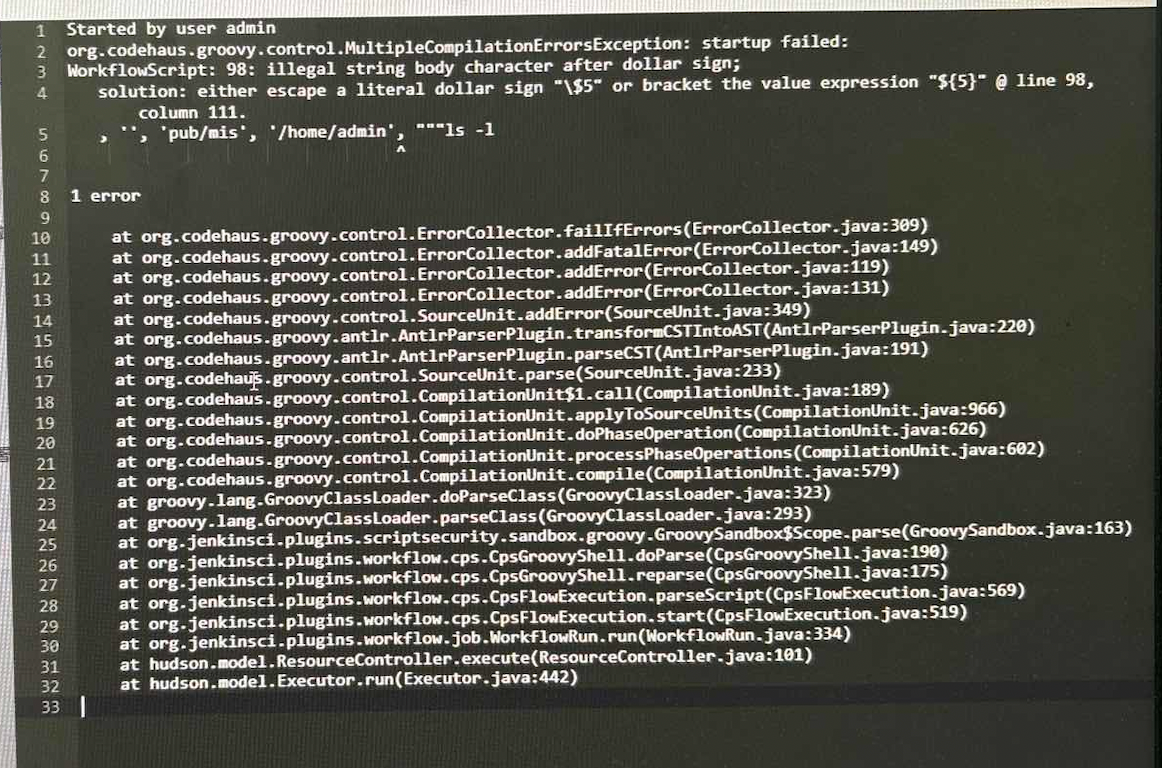 1 Started by user admin
2 org.codehaus.groovy.control.MultipleCompilationErrorsException: startup failed:
3 WorkflowScript: 98: illegal string body character after dollar sign;
4 solution: either escape a literal dollar sign "\$5" or bracket the value expression "${5}" @ line 98,
column 111.
5 , '', 'pub/mis', '/home/admin', """ls -l
6 ^
7
8 1 error
9
10 at org.codehaus.groovy.control.ErrorCollector.failIfErrors(ErrorCollector.java:309)
11 at org.codehaus.groovy.control.ErrorCollector.addFatalError(ErrorCollector.java:149)
12 at org.codehaus.groovy.control.ErrorCollector.addError(ErrorCollector.java:119)
13 at org.codehaus.groovy.control.ErrorCollector.addError(ErrorCollector.java:131)
14 at org.codehaus.groovy.control.SourceUnit.addError(SourceUnit.java:349)
15 at org.codehaus.groovy.antlr.AntlrParserPlugin.transformCSTIntoAST(AntlrParserPlugin.java:220)
16 at org.codehaus.groovy.antlr.AntlrParserPlugin.parseCST(AntlrParserPlugin.java:191)
17 at org.codehaus.groovy.control.SourceUnit.parse(SourceUnit.java:233)
18 at org.codehaus.groovy.control.CompilationUnit$1.call(CompilationUnit.java:189)
19 at org.codehaus.groovy.control.CompilationUnit.applyToSourceUnits(CompilationUnit.java:966)
20 at org.codehaus.groovy.control.CompilationUnit.doPhaseOperation(CompilationUnit.java:626)
21 at org.codehaus.groovy.control.CompilationUnit.processPhaseOperations(CompilationUnit.java:602)
22 at org.codehaus.groovy.control.CompilationUnit.compile(CompilationUnit.java:579)
23 at groovy.lang.GroovyClassLoader.doParseClass(GroovyClassLoader.java:323)
24 at groovy.lang.GroovyClassLoader.parseClass(GroovyClassLoader.java:293)
25 at org.jenkinsci.plugins.scriptsecurity.sandbox.groovy.GroovySandbox$Scope.parse(GroovySandbox.java:163)
26 at org.jenkinsci.plugins.workflow.cps.CpsGroovyShell.doParse(CpsGroovyShell.java:190)
27 at org.jenkinsci.plugins.workflow.cps.CpsGroovyShell.reparse(CpsGroovyShell.java:175)
28 at org.jenkinsci.plugins.workflow.cps.CpsFlowExecution.parseScript(CpsFlowExecution.java:569)
29 at org.jenkinsci.plugins.workflow.cps.CpsFlowExecution.start(CpsFlowExecution.java:519)
30 at org.jenkinsci.plugins.workflow.job.WorkflowRun.run(WorkflowRun.java:334)
31 at hudson.model.ResourceController.execute(ResourceController.java:101)
32 at hudson.model.Executor.run(Executor.java:442)
33